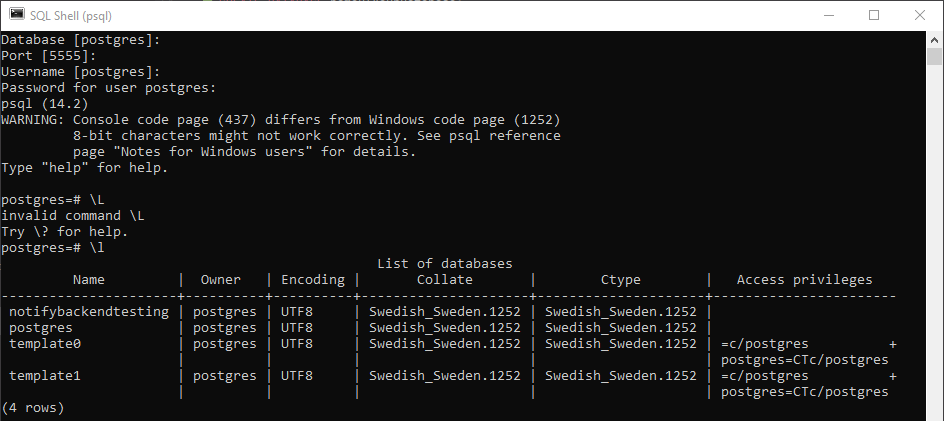 SQL Shell (psql)
Database [postgres]:
Port [5555]:
Username [postgres]:
Password for user postgres:
psql (14.2)
WARNING: Console code page (437) differs from Windows code page (1252)
         8-bit characters might not work correctly. See psql reference
         page "Notes for Windows users" for details.
Type "help" for help.

postgres=# \L
invalid command \L
Try \? for help.
postgres=# \l
                                               List of databases
         Name         |  Owner   | Encoding |       Collate       |        Ctype        |   Access privileges
----------------------+----------+----------+---------------------+---------------------+-----------------------
 notifybackendtesting | postgres | UTF8     | Swedish_Sweden.1252 | Swedish_Sweden.1252 |
 postgres             | postgres | UTF8     | Swedish_Sweden.1252 | Swedish_Sweden.1252 |
 template0            | postgres | UTF8     | Swedish_Sweden.1252 | Swedish_Sweden.1252 | =c/postgres          +
                      |          |          |                     |                     | postgres=CTc/postgres
 template1            | postgres | UTF8     | Swedish_Sweden.1252 | Swedish_Sweden.1252 | =c/postgres          +
                      |          |          |                     |                     | postgres=CTc/postgres
(4 rows)